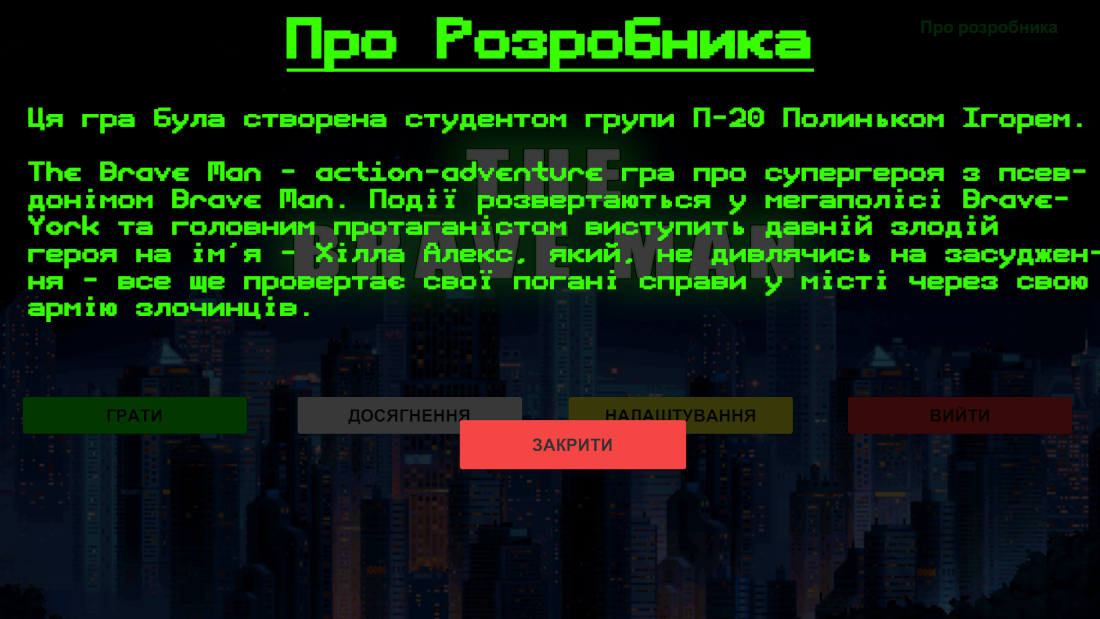 Про Розробника
Про розробника
Ця гра була створена студентом групи П-20 Полиньком Ігорем.
THE
BRAVE MAN
The Brave Man - action-adventure гра про супергероя з псев-
донімом Brave Man. Події розвертаються у мегаполісі Brave-
York та головним протаганістом виступить давній злодій
героя на ім'я - Хілла Алекс, який, не дивлячись на засуджен-
ня - все ще провертає свої погані справи у місті через свою
армію злочинців.
ГРАТИ
ДОСЯГНЕННЯ
НАЛАШТУВАННЯ
ВИЙТИ
ЗАКРИТИ